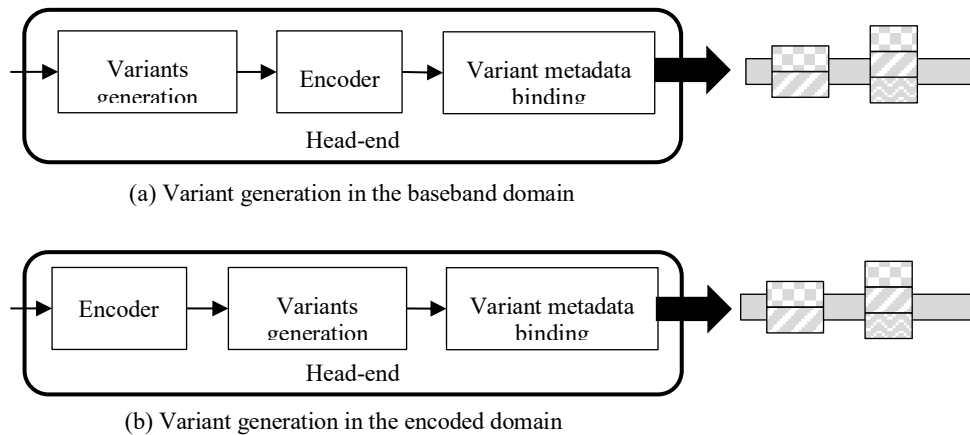 Variants
generation
Encoder
Variant metadata
binding
Head-end
(a) Variant generation in the baseband domain
Encoder
Variants
generation
Variant metadata
binding
Head-end
(b) Variant generation in the encoded domain